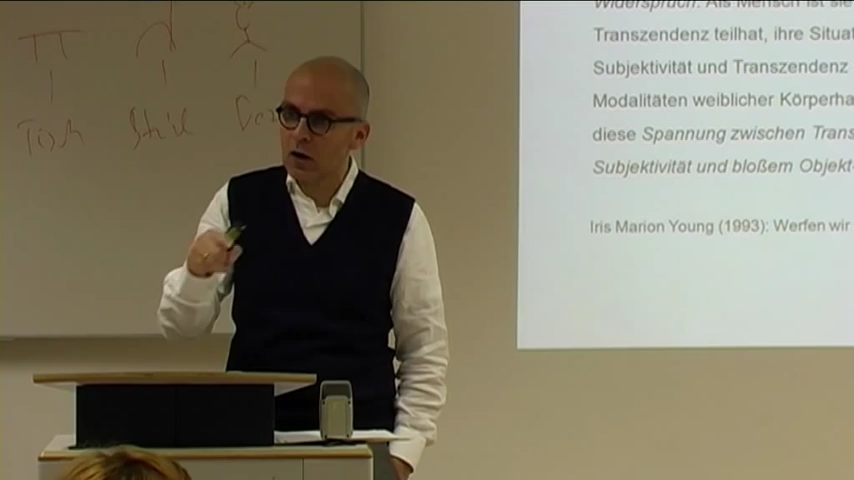 Tisch Stuhl
Widerspruch. Als Mensch ist sie
Transzendenz teilhat, ihre Situat
Subjektivität und Transzendenz
Modalitäten weiblicher Körperha
diese Spannung zwischen Trans
Subjektivität und bloßem Objekt
Iris Marion Young (1993): Werfen wir